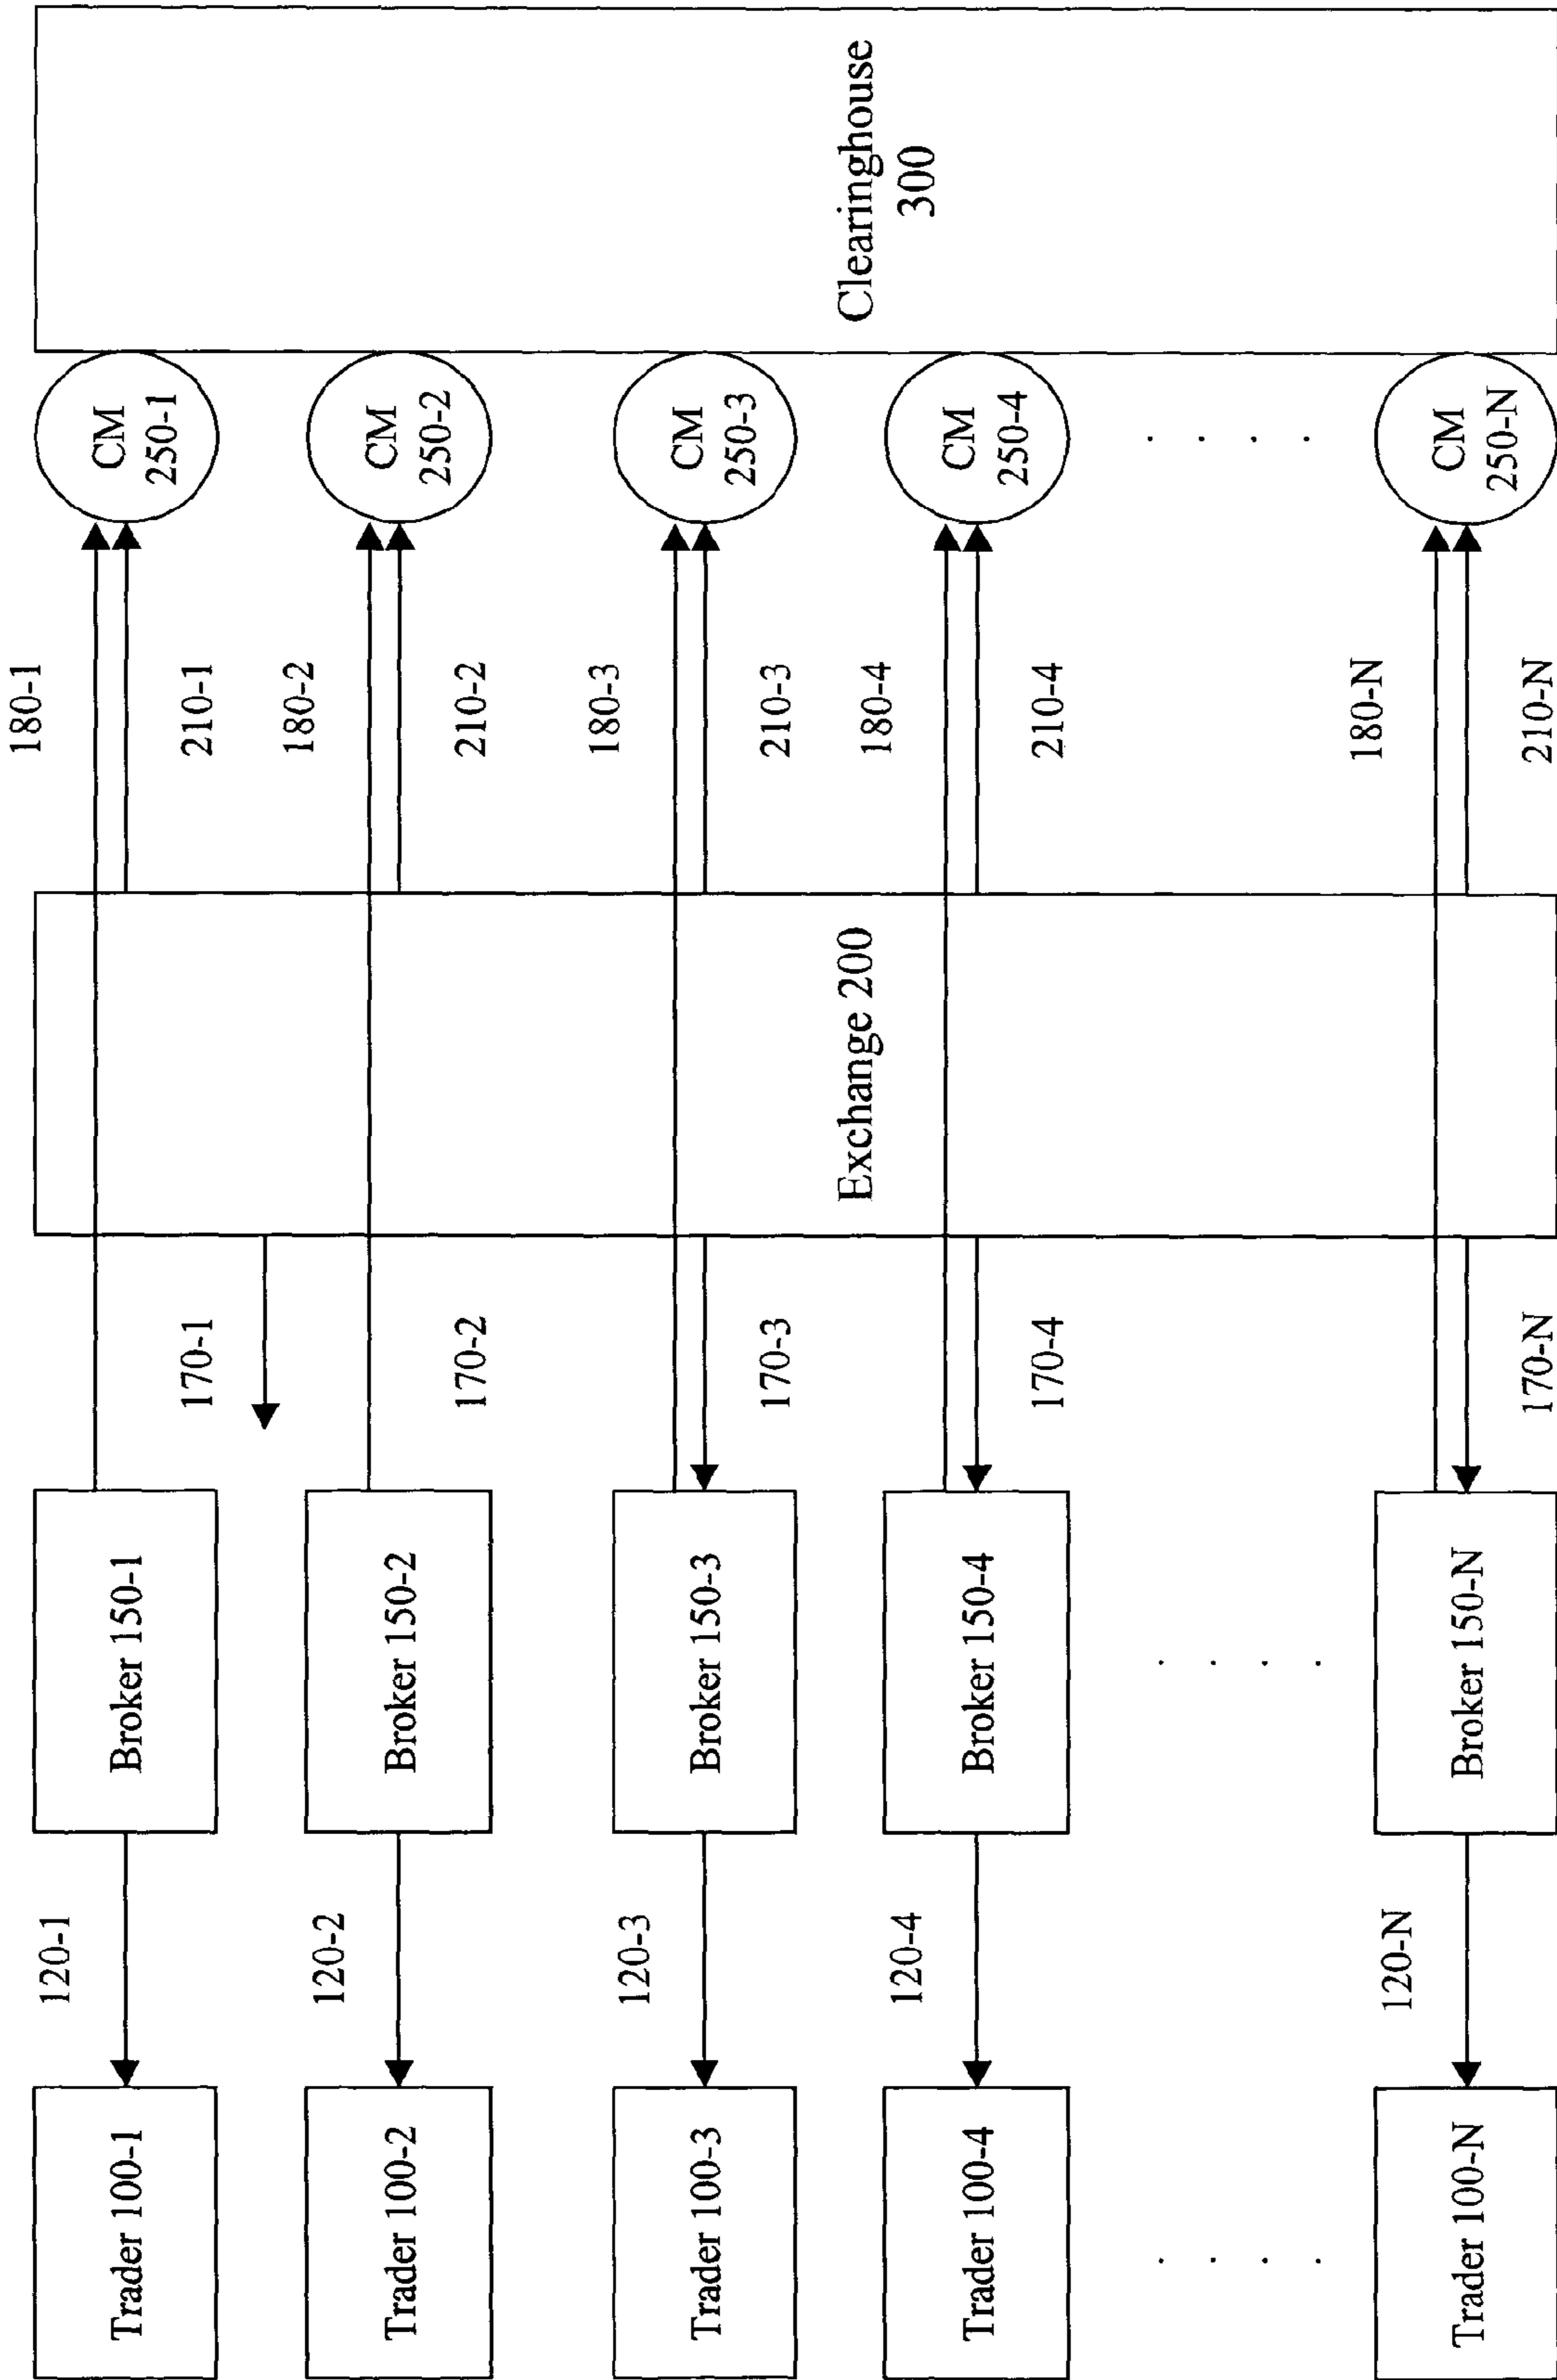 180-1
120-1
Trader 100-1
Broker 150-1
CM
250-1
170-1
210-1
180-2
120-2
Trader 100-2
Broker 150-2
CM
250-2
170-2
210-2
180-3
120-3
Trader 100-3
Broker 150-3
CM
250-3
170-3
210-3
Exchange 200
Clearinghouse
300
180-4
120-4
Trader 100-4
Broker 150-4
CM
250-4
170-4
210-4
. . . .
. . . .
. . . .
180-N
120-N
Trader 100-N
Broker 150-N
CM
250-N
170-N
210-N